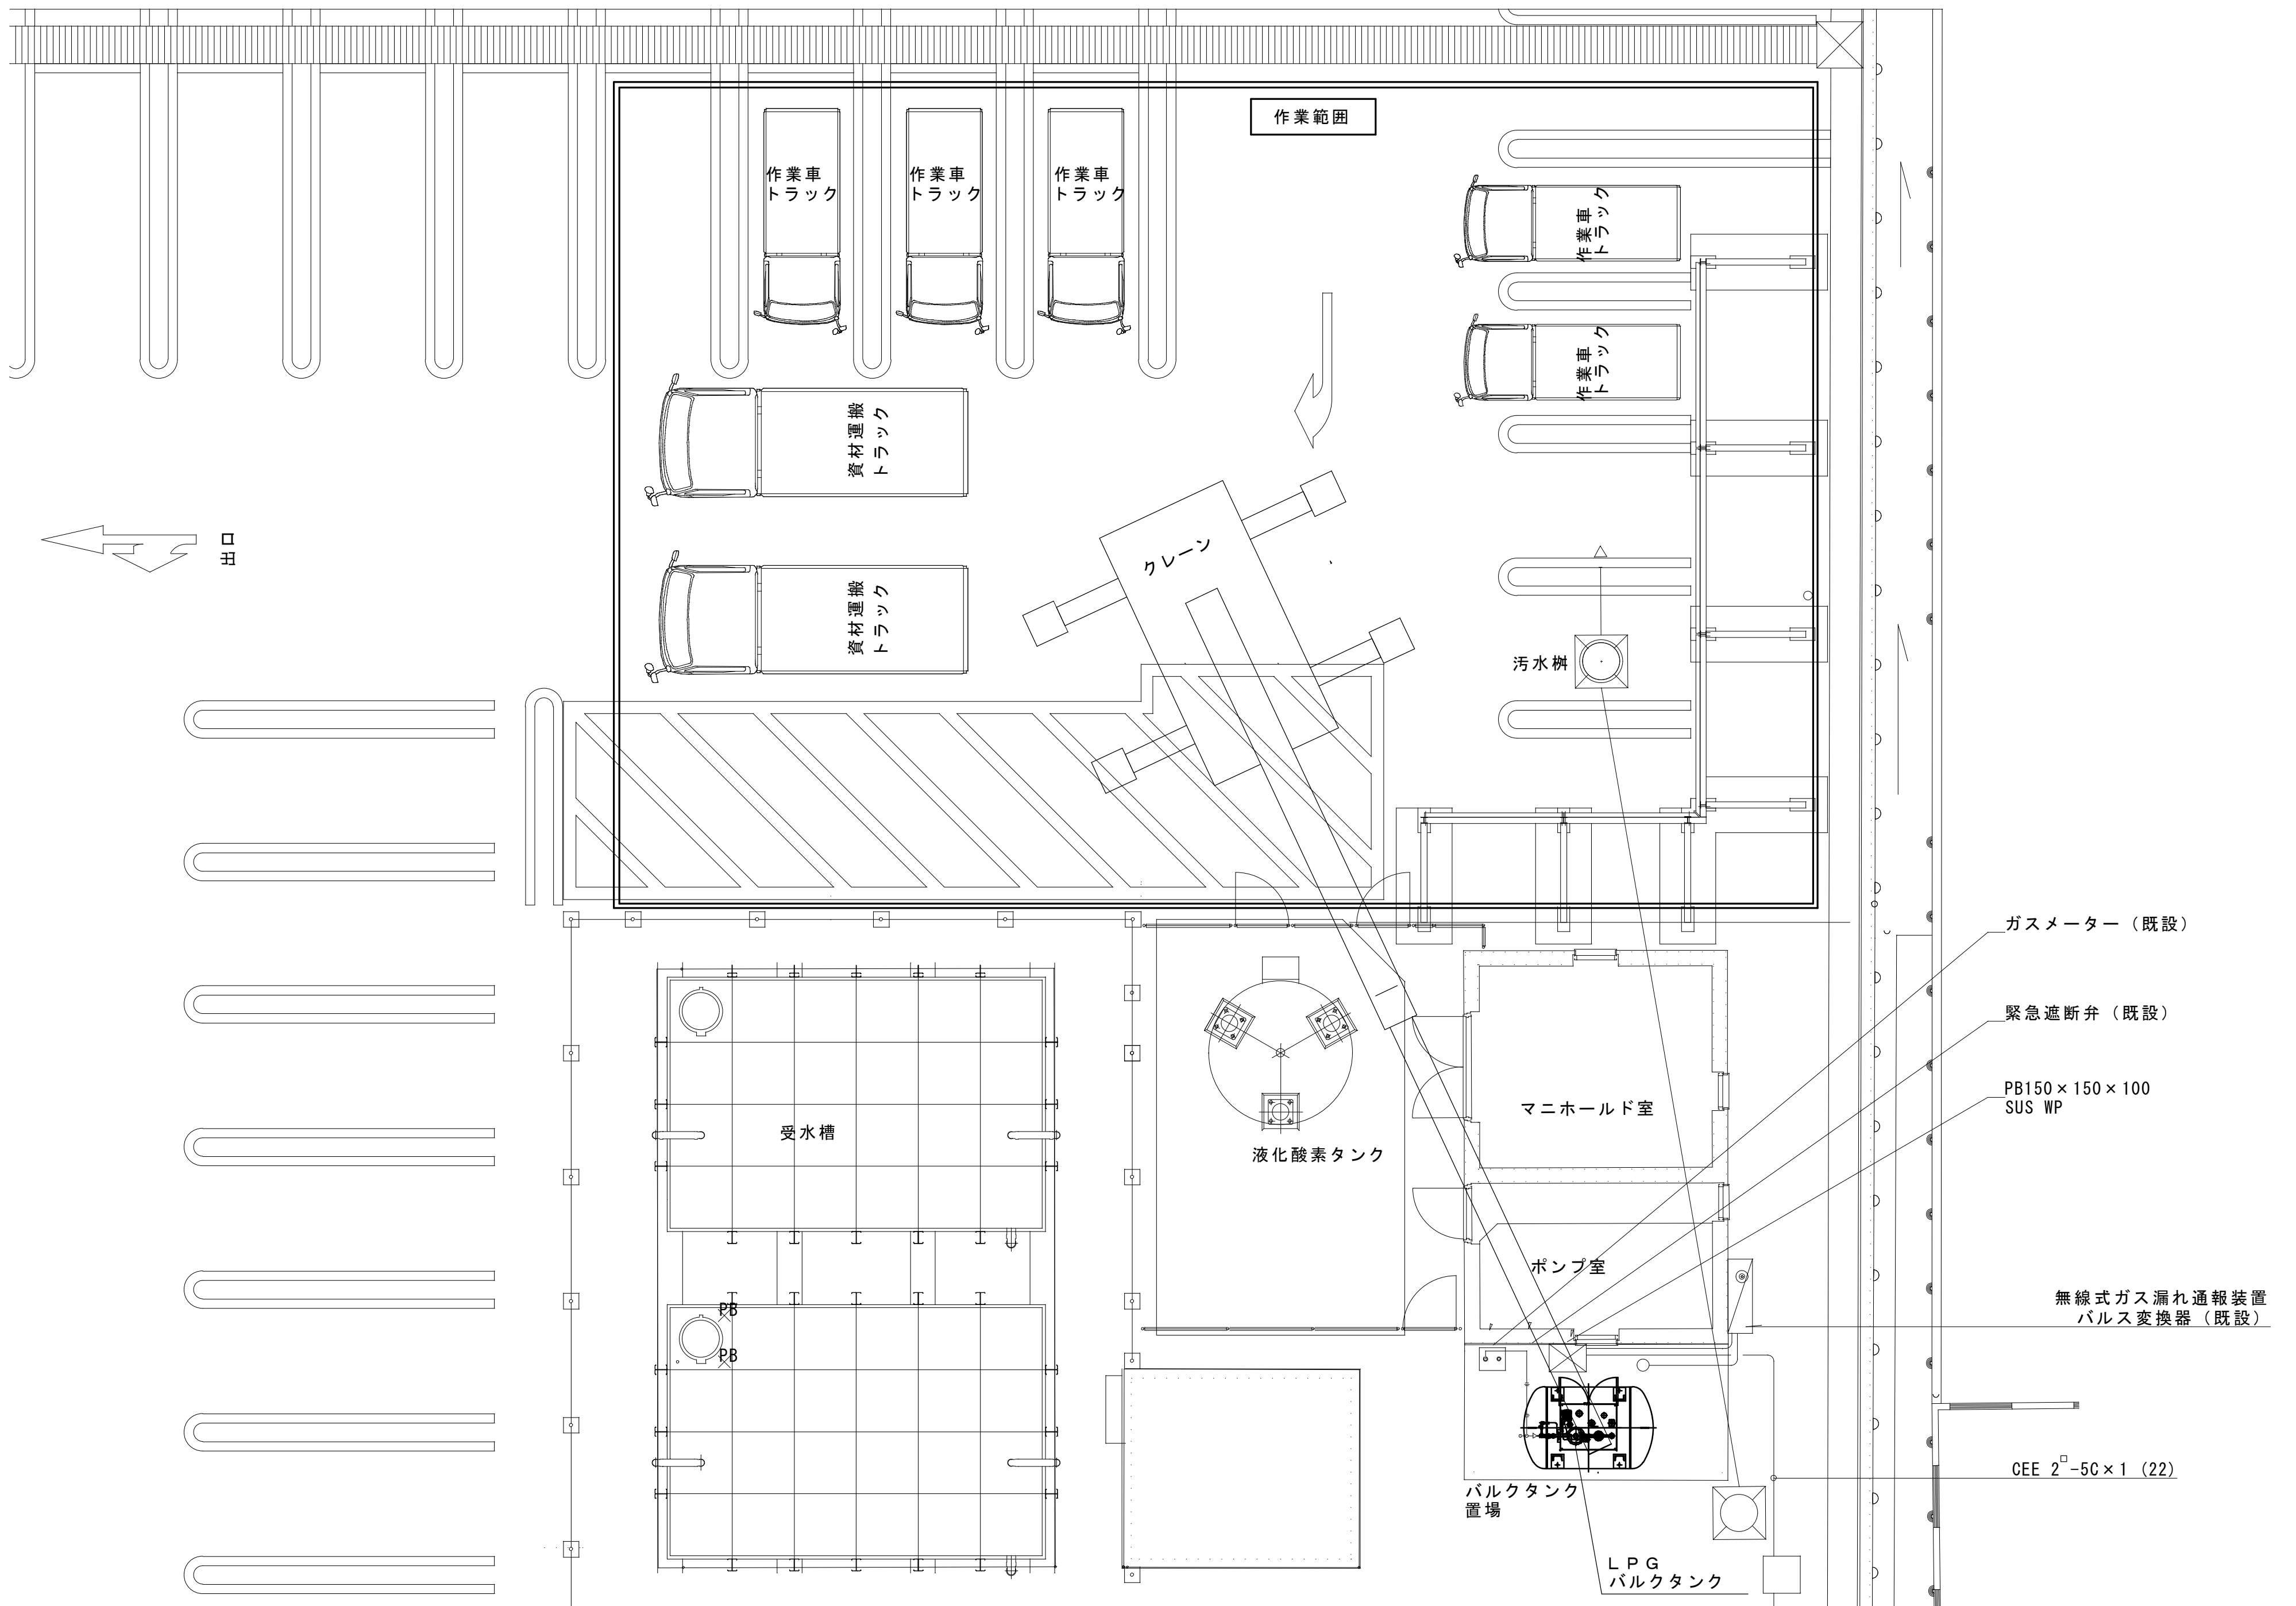 作業範囲
作業車
トラック
作業車
トラック
作業車
トラック
作業車
トラック
作業車
トラック
資材運搬
トラック
資材運搬
トラック
クレーン
出口
汚水桝
ガスメーター（既設）
緊急遮断弁（既設）
PB150×150×100
SUS WP
マニホールド室
受水槽
液化酸素タンク
ポンプ室
無線式ガス漏れ通報装置
パルス変換器（既設）
PB
PB
CEE 2□-5C×1 (22)
バルクタンク
置場
ＬＰＧ
バルクタンク